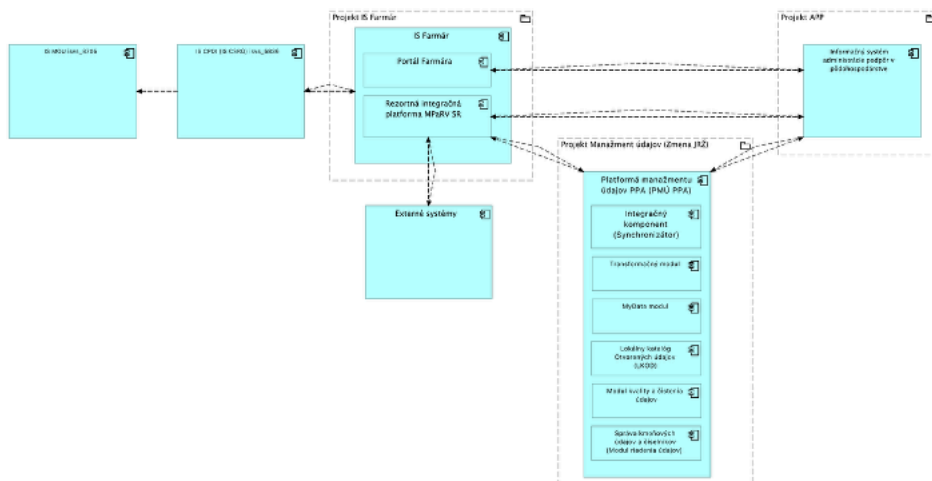 Projekt IS Farmár
Projekt APP
IS Farmár
Portál Farmára
Rezortná integračná
platforma MPaRV SR
Informačný systém
administrácie podpôr v
pôdohospodárstve
Projekt Manažment údajov (Zmena JRŽ)
Platforma manažmentu
údajov PPA (PMÚ PPA)
Externé systémy
Integračný
komponent
(Synchronizátor)
Transformačný modul
MyData modul
Lokálny katalóg
Otvorených údajov
(LKOD)
Modul kvality a čistenia
údajov
Správa kmeňových
údajov a číselníkov
(Modul riadenia údajov)